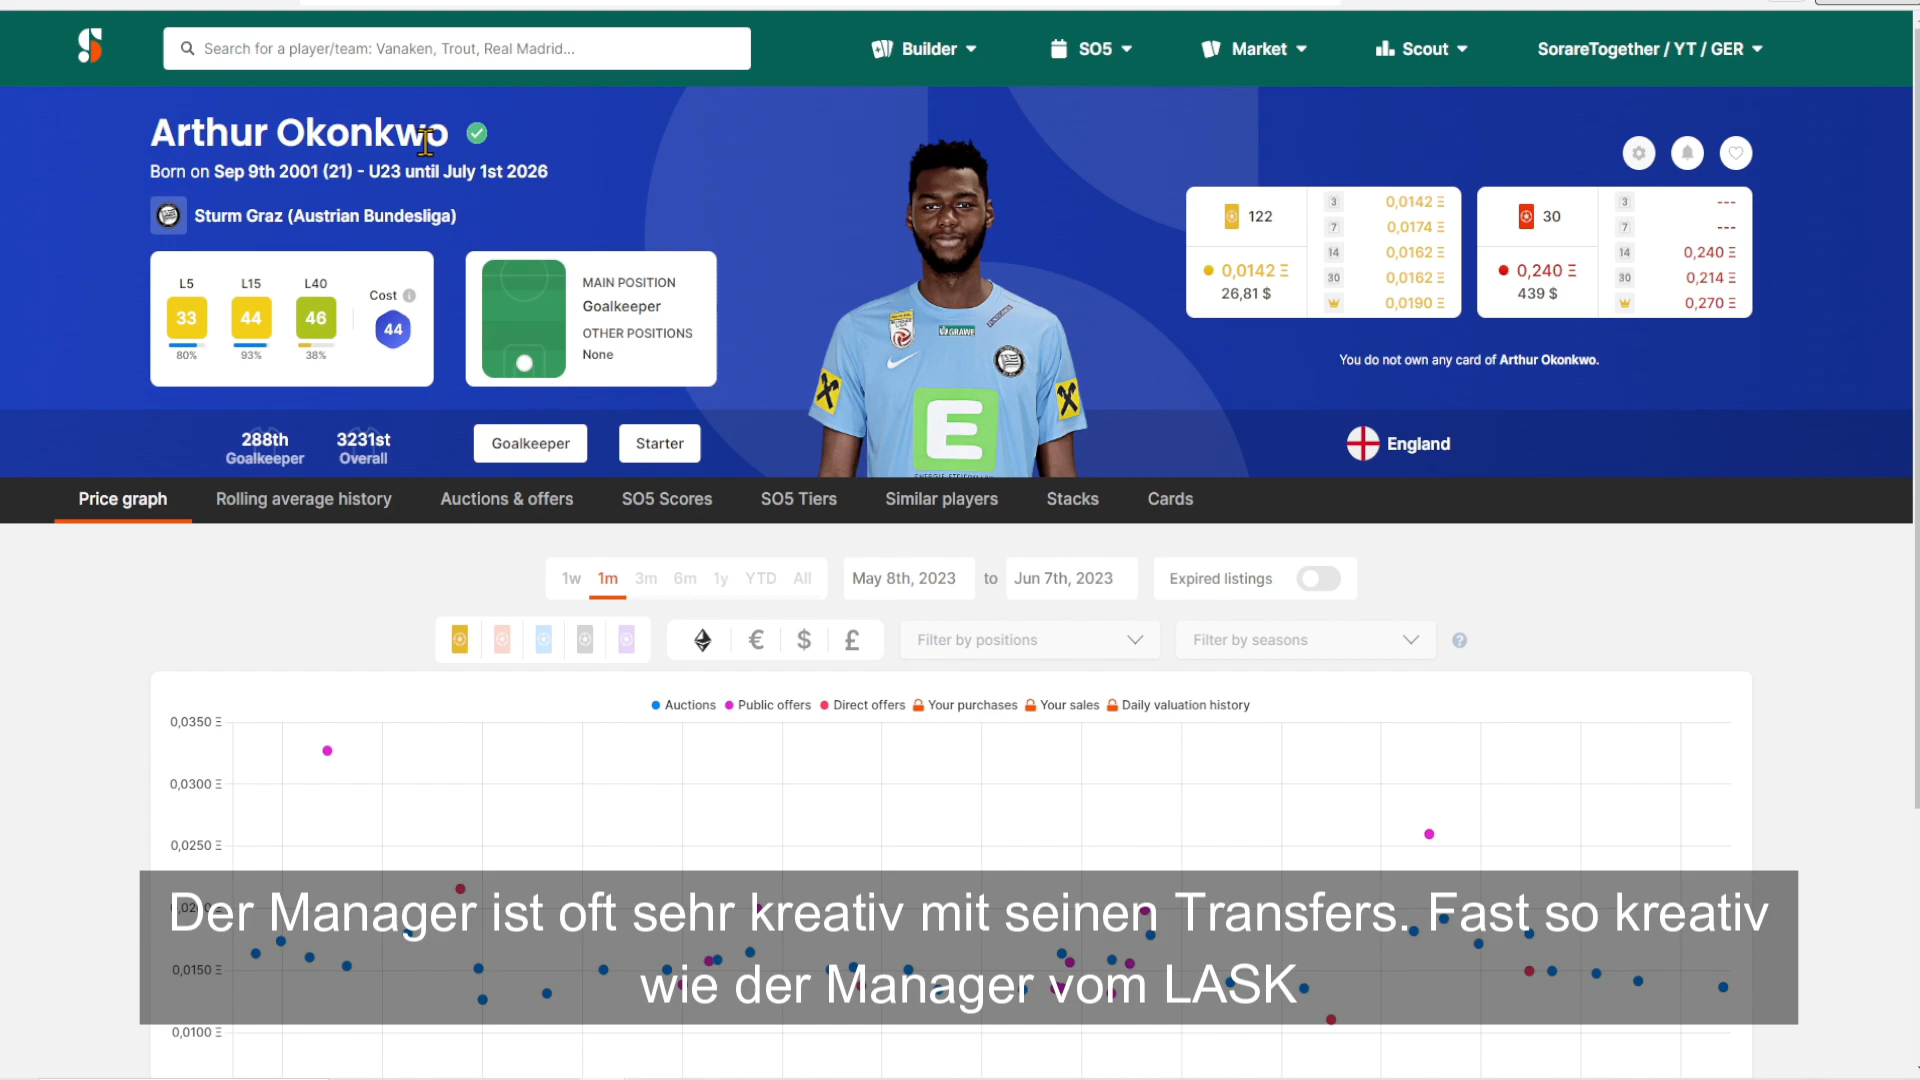 Search for a player/team: Vanaken, Trout, Real Madrid...
Builder
SO5
Market
Scout
SorareTogether / YT / GER
Arthur Okonkwo
Born on Sep 9th 2001 (21) - U23 until July 1st 2026
Sturm Graz (Austrian Bundesliga)
L5 L15 L40
Cost
33 44 46
44
80% 93% 38%
MAIN POSITION
Goalkeeper
OTHER POSITIONS
None
GRAWE
E
122
0,0142 Ξ
26,81 $
3 0,0142 Ξ
7 0,0174 Ξ
14 0,0162 Ξ
30 0,0162 Ξ
0,0190 Ξ
30
0,240 Ξ
439 $
3 ---
7 ---
14 0,240 Ξ
30 0,214 Ξ
0,270 Ξ
You do not own any card of Arthur Okonkwo.
288th
Goalkeeper
3231st
Overall
Goalkeeper
Starter
England
Price graph
Rolling average history
Auctions & offers
SO5 Scores
SO5 Tiers
Similar players
Stacks
Cards
1w 1m 3m 6m 1y YTD All
May 8th, 2023 to Jun 7th, 2023
Expired listings
€ $ £
Filter by positions
Filter by seasons
?
Auctions Public offers Direct offers Your purchases Your sales Daily valuation history
0,0350 Ξ
0,0300 Ξ
0,0250 Ξ
Der Manager ist oft sehr kreativ mit seinen Transfers. Fast so kreativ
0,0150 Ξ
wie der Manager vom LASK
0,0100 Ξ